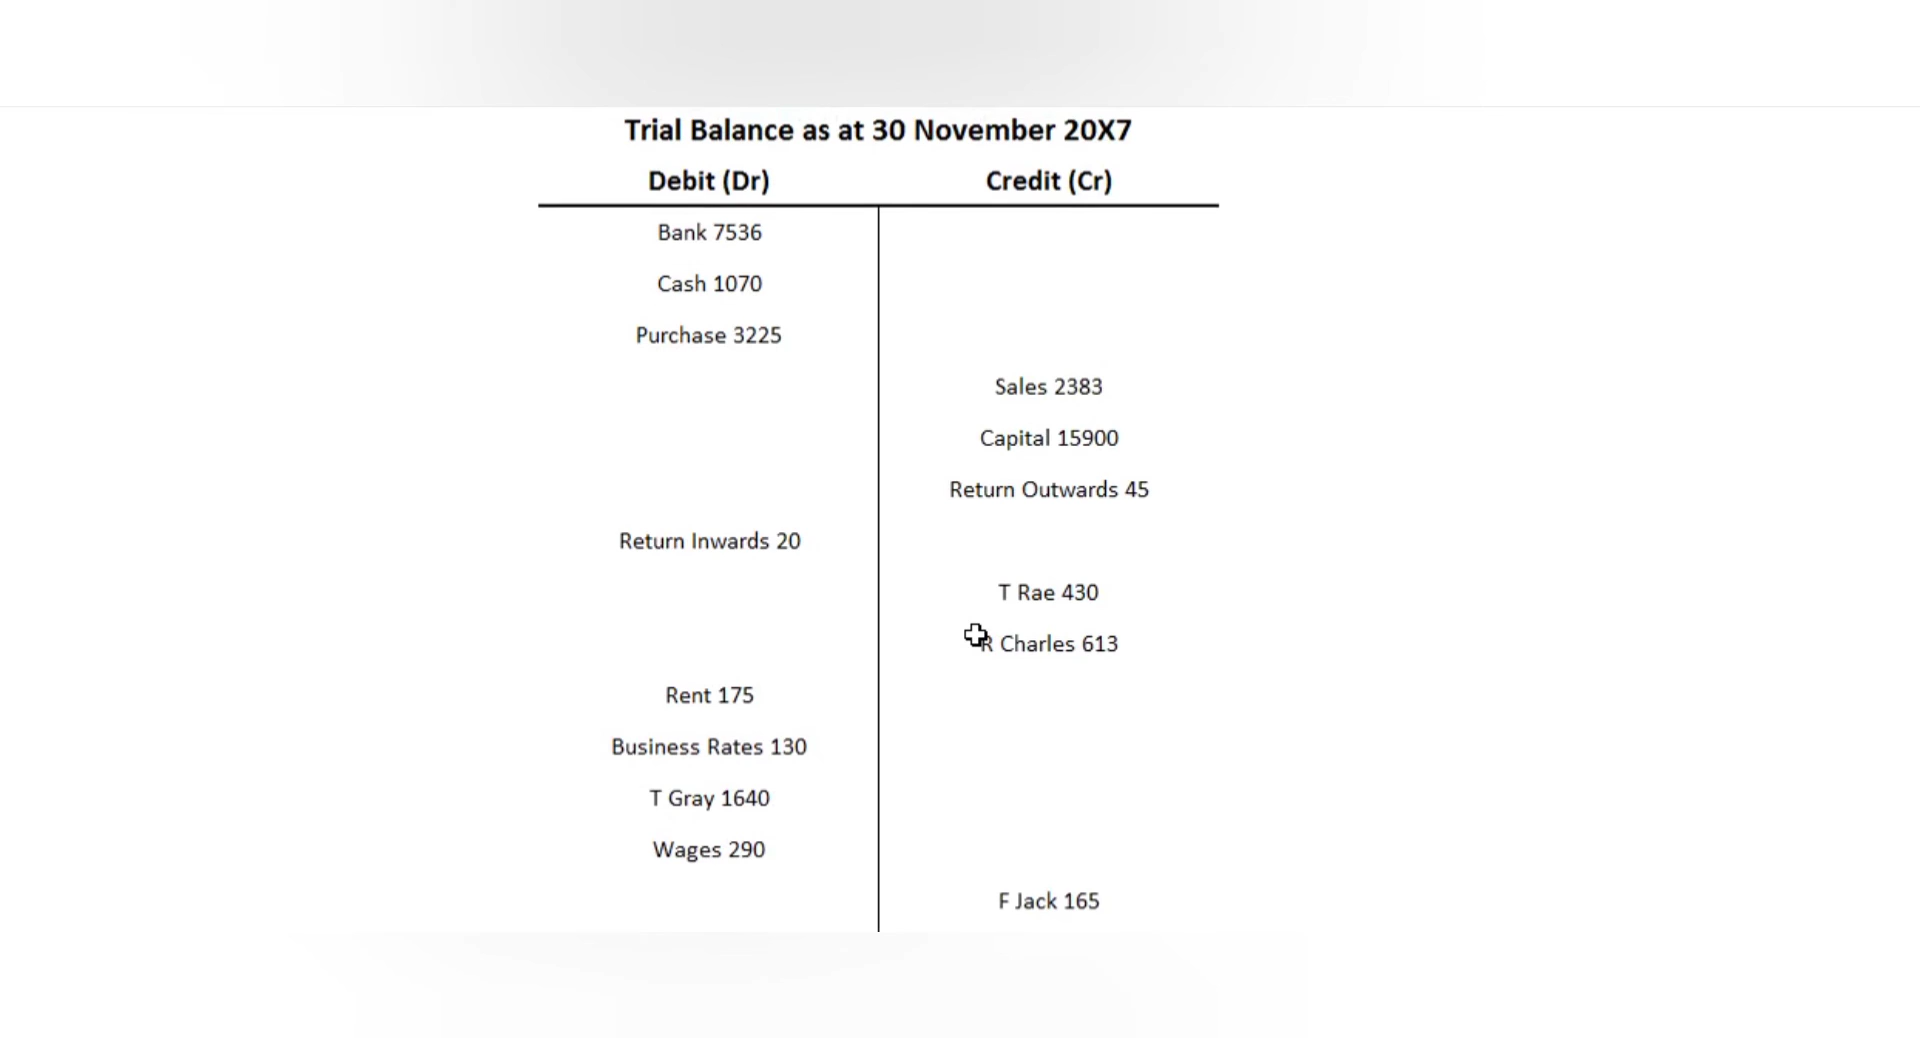 Trial Balance as at 30 November 20X7
Debit (Dr) Credit (Cr)
Bank 7536
Cash 1070
Purchase 3225
Sales 2383
Capital 15900
Return Outwards 45
Return Inwards 20
T Rae 430
R Charles 613
Rent 175
Business Rates 130
T Gray 1640
Wages 290
F Jack 165